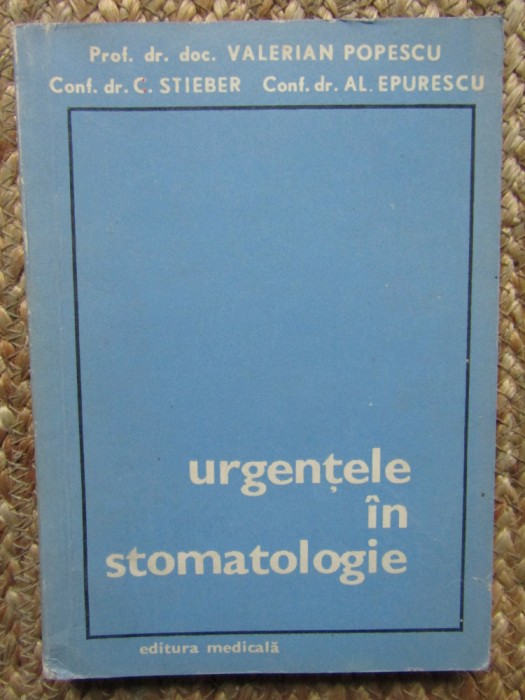 Prof. dr. doc. VALERIAN POPESCU
Conf. dr. C. STIEBER Conf. dr. AL. EPURESCU
urgențele
în
stomatologie
editura medicală